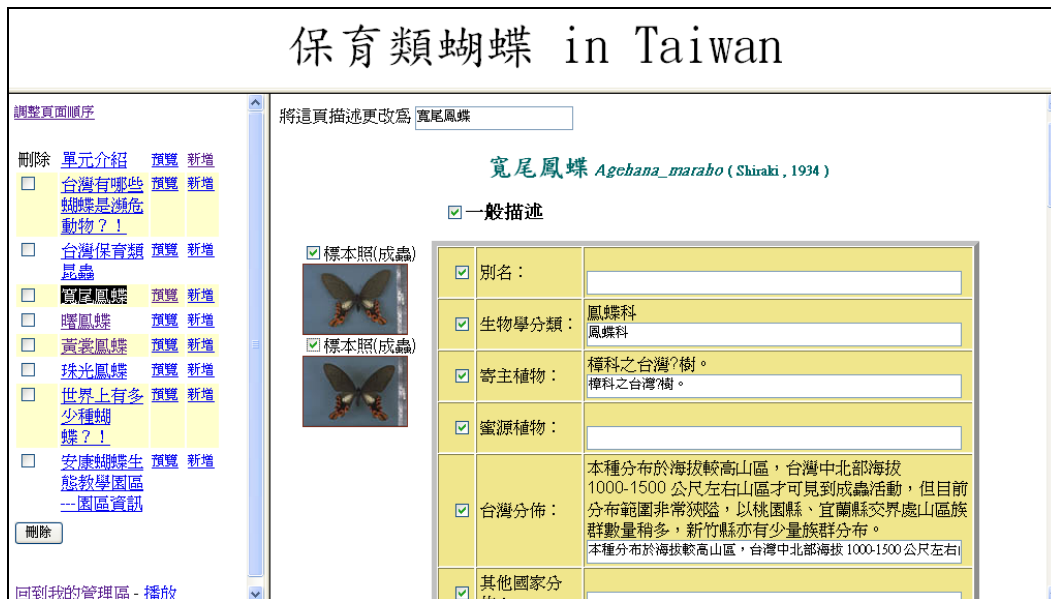 保育類蝴蝶 in Taiwan
調整頁面順序
刪除 單元介紹 預覽 新增
台灣有哪些 預覽 新增
蝴蝶是瀕危
動物?!
台灣保育類 預覽 新增
昆蟲
寬尾鳳蝶 預覽 新增
曙鳳蝶 預覽 新增
黃裳鳳蝶 預覽 新增
珠光鳳蝶 預覽 新增
世界上有多 預覽 新增
少種蝴
蝶?!
安康蝴蝶生 預覽 新增
態教學園區
---園區資訊
刪除
回到我的管理區 - 播放
將這頁描述更改為 寬尾鳳蝶
寬尾鳳蝶 Agehana_marabo ( Shiraki , 1934 )
一般描述
標本照(成蟲)
標本照(成蟲)
別名:
生物學分類: 鳳蝶科
鳳蝶科
寄主植物: 樟科之台灣?樹。
樟科之台灣?樹。
蜜源植物:
台灣分佈: 本種分布於海拔較高山區,台灣中北部海拔
1000-1500 公尺左右山區才可見到成蟲活動,但目前
分布範圍非常狹隘,以桃園縣、宜蘭縣交界處山區族
群數量稍多,新竹縣亦有少量族群分布。
本種分布於海拔較高山區,台灣中北部海拔 1000-1500 公尺左右
其他國家分